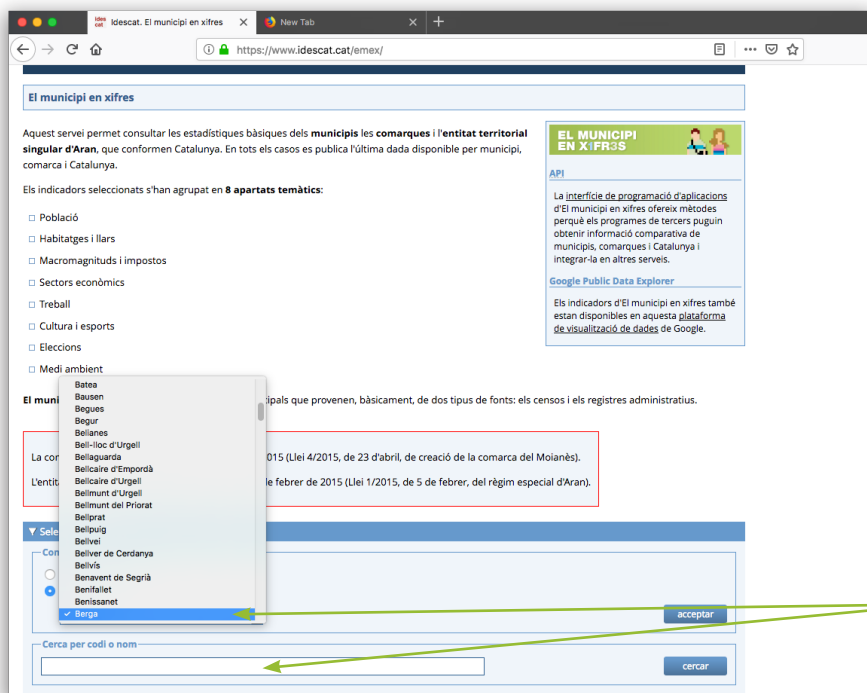 Idescat. El municipi en xifres
New Tab
https://www.idescat.cat/emex/
El municipi en xifres
Aquest servei permet consultar les estadístiques bàsiques dels municipis les comarques i l'entitat territorial
singular d'Aran, que conformen Catalunya. En tots els casos es publica l'última dada disponible per municipi,
comarca i Catalunya.
Els indicadors seleccionats s'han agrupat en 8 apartats temàtics:
Població
Habitatges i llars
Macromagnituds i impostos
Sectors econòmics
Treball
Cultura i esports
Eleccions
Medi ambient
EL MUNICIPI
EN X1FR3S
API
La interfície de programació d'aplicacions
d'El municipi en xifres ofereix mètodes
perquè els programes de tercers puguin
obtenir informació comparativa de
municipis, comarques i Catalunya i
integrar-la en altres serveis.
Google Public Data Explorer
Els indicadors d'El municipi en xifres també
estan disponibles en aquesta plataforma
de visualització de dades de Google.
El muni
cipals que provenen, bàsicament, de dos tipus de fonts: els censos i els registres administratius.
La cor
015 (Llei 4/2015, de 23 d'abril, de creació de la comarca del Moianès).
L'entit
de febrer de 2015 (Llei 1/2015, de 5 de febrer, del règim especial d'Aran).
Batea
Bausen
Begues
Begur
Belianes
Bell-lloc d'Urgell
Bellaguarda
Bellcaire d'Empordà
Bellcaire d'Urgell
Bellmunt d'Urgell
Bellmunt del Priorat
Bellprat
Bellpuig
Bellvei
Bellver de Cerdanya
Bellvís
Benavent de Segrià
Benifallet
Benissanet
Berga
Sele
Con
acceptar
Cerca per codi o nom
cercar